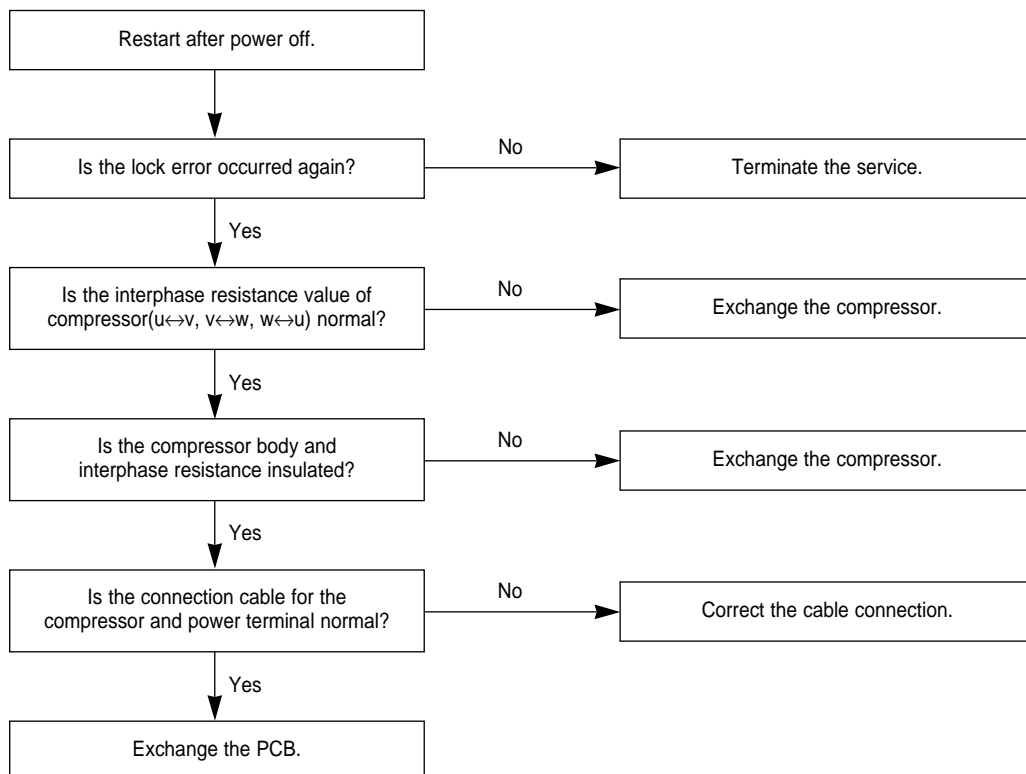 Restart after power off.
Is the lock error occurred again?
No
Terminate the service.
Yes
Is the interphase resistance value of
compressor(u↔v, v↔w, w↔u) normal?
No
Exchange the compressor.
Yes
Is the compressor body and
interphase resistance insulated?
No
Exchange the compressor.
Yes
Is the connection cable for the
compressor and power terminal normal?
No
Correct the cable connection.
Yes
Exchange the PCB.